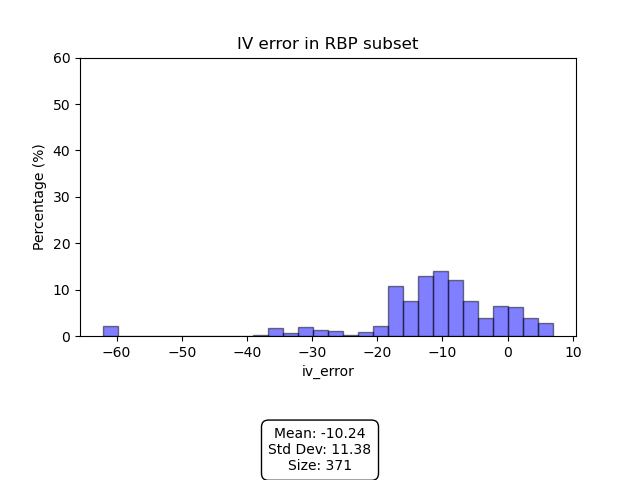 IV error in RBP subset
60
50
40
30
20
10
0
Percentage (%)
−60 −50 −40 −30 −20 −10 0 10
iv_error
Mean: -10.24
Std Dev: 11.38
Size: 371